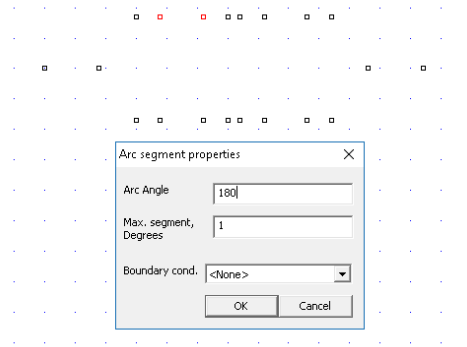 Arc segment properties
Arc Angle
180
Max. segment,
Degrees
1
Boundary cond.
<None>
OK
Cancel